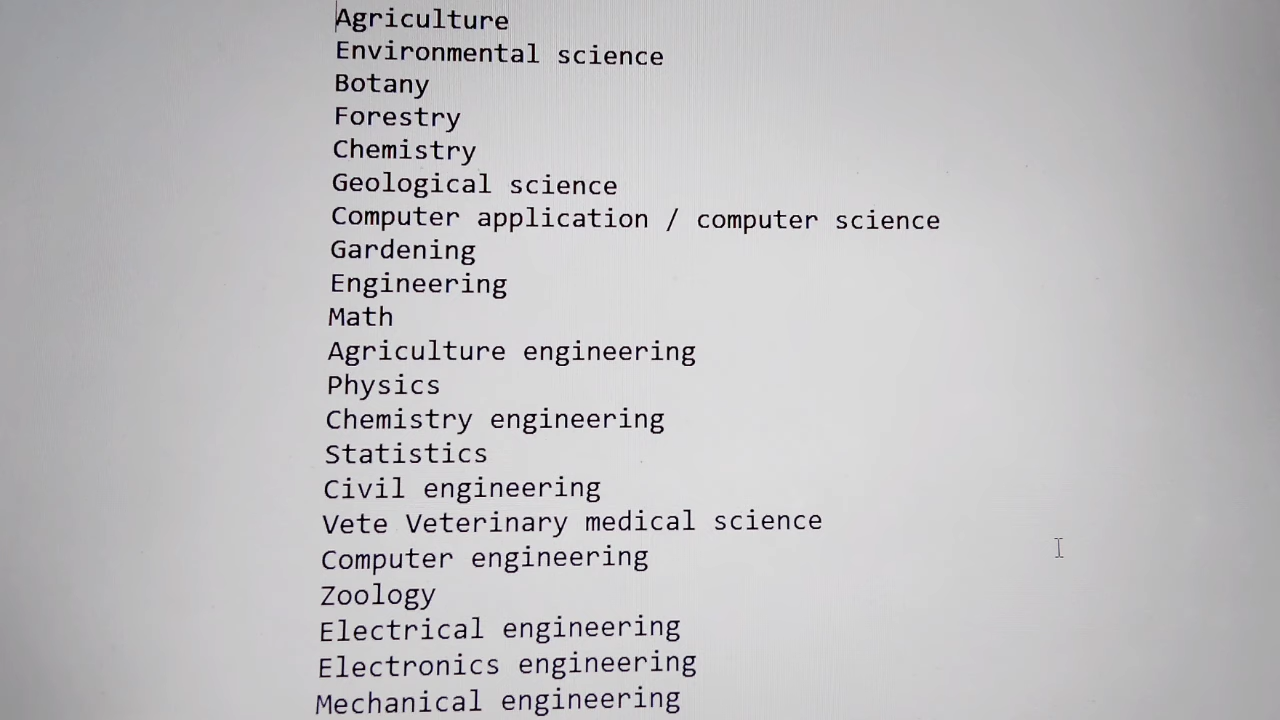 Agriculture
Environmental science
Botany
Forestry
Chemistry
Geological science
Computer application / computer science
Gardening
Engineering
Math
Agriculture engineering
Physics
Chemistry engineering
Statistics
Civil engineering
Vete Veterinary medical science
Computer engineering
Zoology
Electrical engineering
Electronics engineering
Mechanical engineering